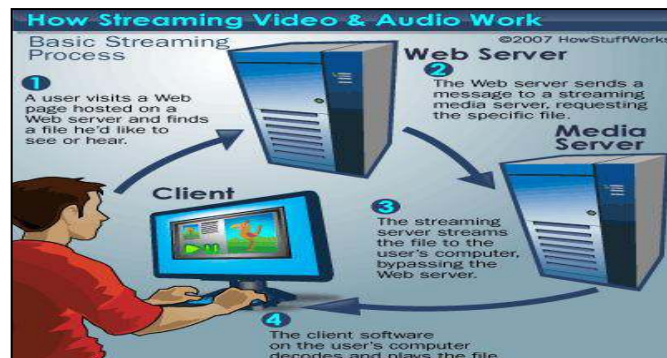 How Streaming Video & Audio Work
Basic Streaming
Process
©2007 HowStuffWorks
1
A user visits a Web
page hosted on a
Web server and finds
a file he'd like to
see or hear.
Web Server
2
The Web server sends a
message to a streaming
media server, requesting
the specific file.
Media
Server
Client
3
The streaming
server streams
the file to the
user's computer,
bypassing the
Web server.
4
The client software
on the user's computer
decodes and plays the file